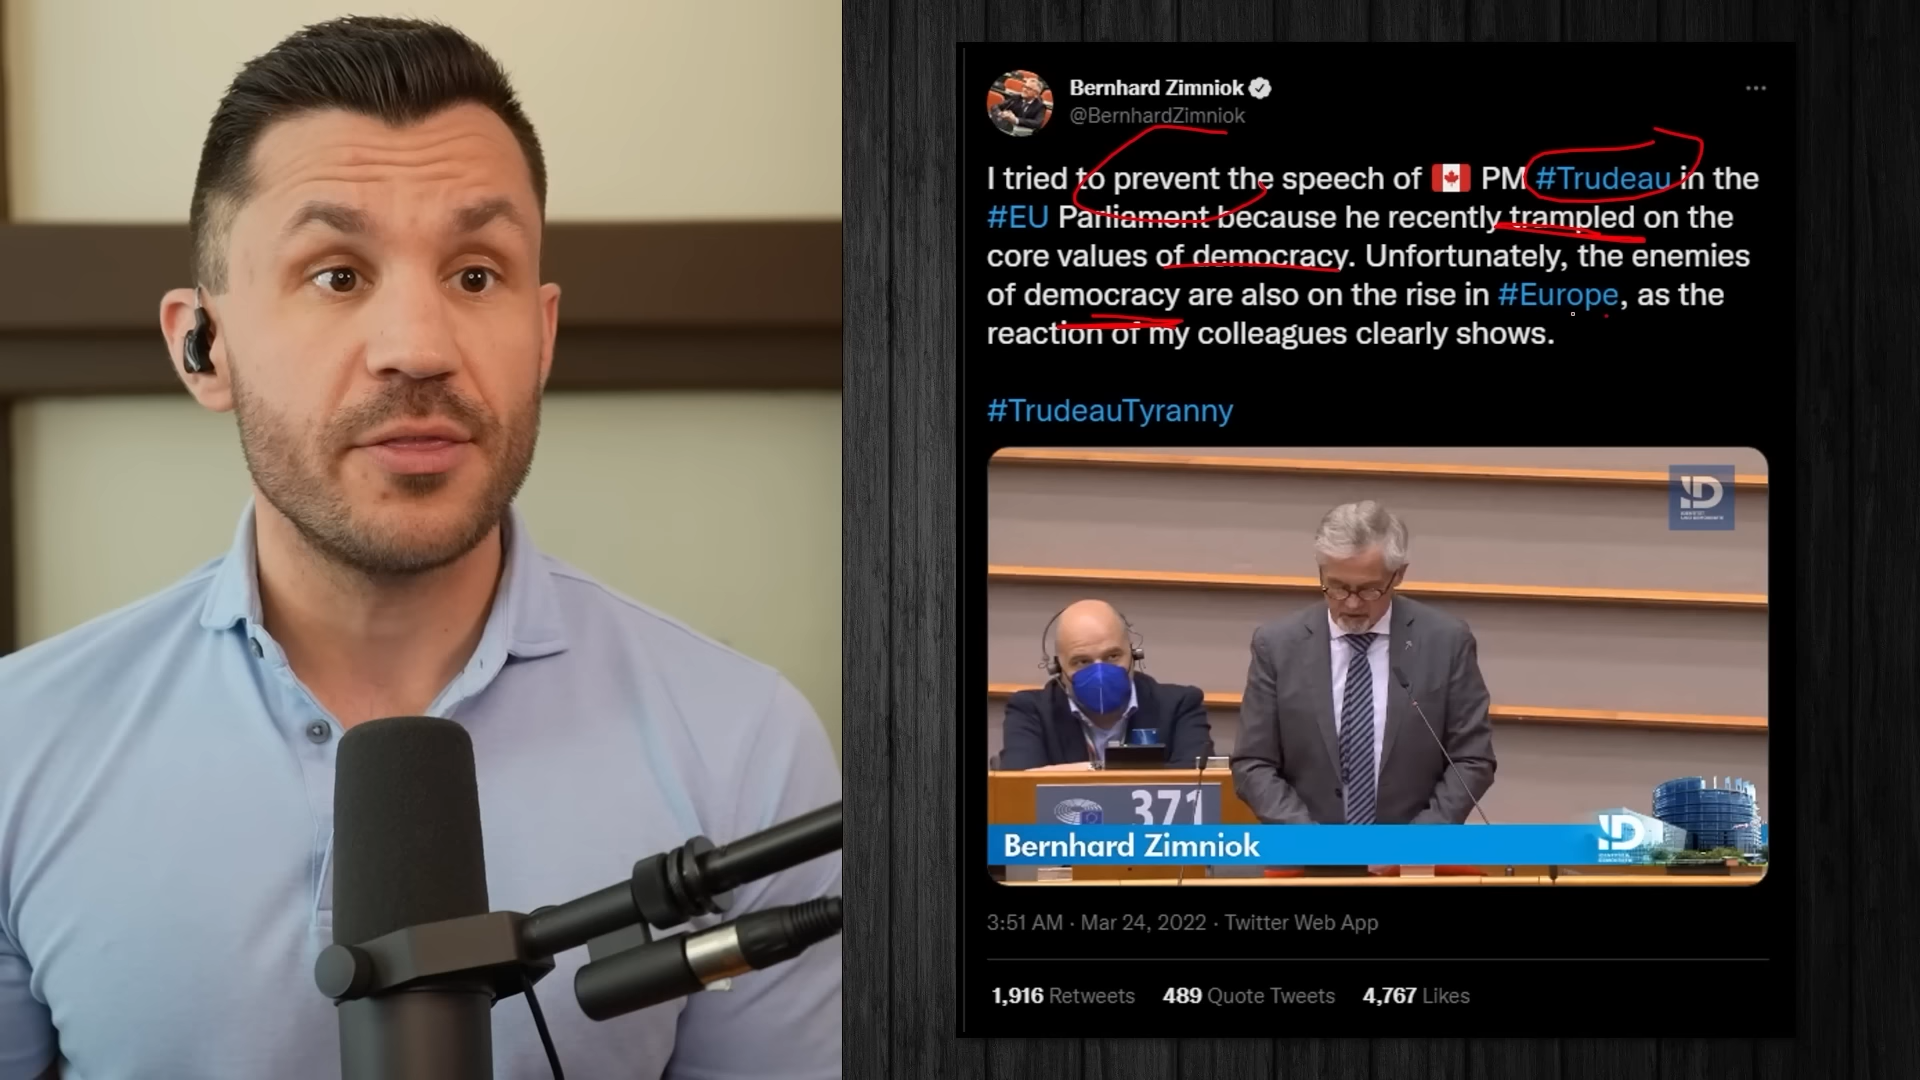 Bernhard Zimniok
@BernhardZimniok
I tried to prevent the speech of 🇨🇦 PM #Trudeau in the
#EU Parliament because he recently trampled on the
core values of democracy. Unfortunately, the enemies
of democracy are also on the rise in #Europe, as the
reaction of my colleagues clearly shows.
#TrudeauTyranny
ID
371
Bernhard Zimniok
ID
3:51 AM · Mar 24, 2022 · Twitter Web App
1,916 Retweets 489 Quote Tweets 4,767 Likes